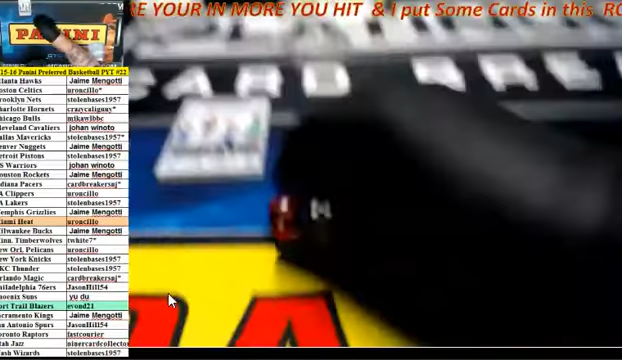 RE YOUR IN MORE YOU HIT & I put Some Cards in this RO
PANINI
15-16 Panini Preferred Basketball PYT #22
tlanta Hawks Jaime Mengotti
oston Celtics uroncillo*
rooklyn Nets stolenbases1957
harlotte Hornets crazycaliguy*
hicago Bulls mikawlbbc
leveland Cavaliers johan winoto
allas Mavericks stolenbases1957*
enver Nuggets Jaime Mengotti
etroit Pistons stolenbases1957
S Warriors johan winoto
ouston Rockets Jaime Mengotti
ndiana Pacers cardbreakersaj*
A Clippers uroncillo
A Lakers stolenbases1957
emphis Grizzlies Jaime Mengotti
iami Heat uroncillo
ilwaukee Bucks Jaime Mengotti
inn. Timberwolves twhite7*
ew Orl, Pelicans uroncillo
ew York Knicks stolenbases1957
KC Thunder stolenbases1957
rlando Magic cardbreakersaj*
hiladelphia 76ers JasonHill54
hoenix Suns yu du
ort Trail Blazers evond21
acramento Kings Jaime Mengotti
an Antonio Spurs JasonHill54
oronto Raptors fastcourier
tah Jazz ninercardcollector
ash Wizards stolenbases1957